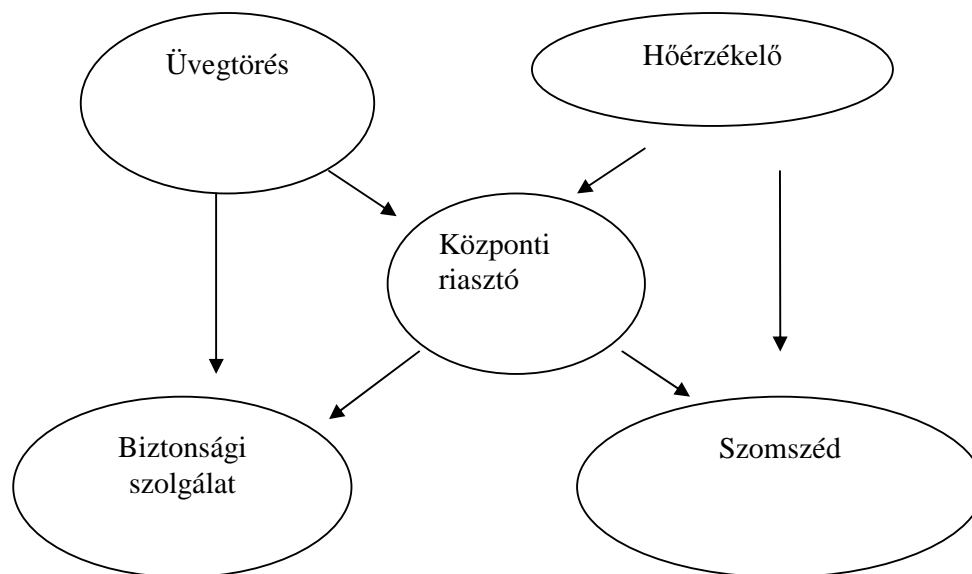 Üvegtörés
Hőérzékelő
Központi
riasztó
Biztonsági
szolgálat
Szomszéd